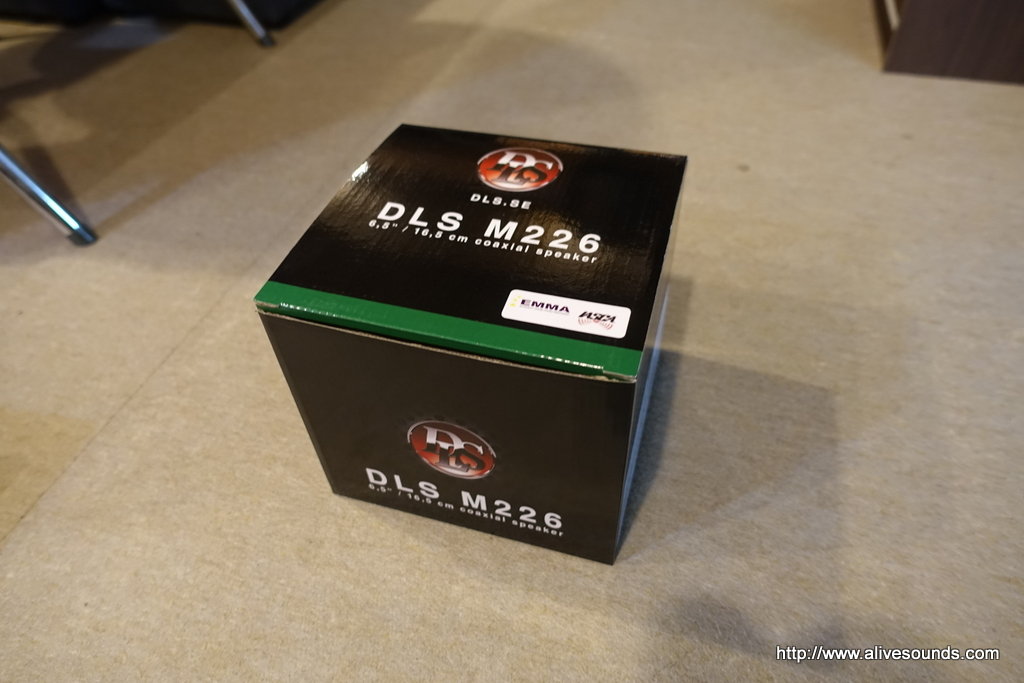 DLS
DLS.SE
DLS M226
6,5" / 16,5 cm coaxial speaker
EMMA
DLS
DLS M226
6,5" / 16,5 cm coaxial speaker
http://www.alivesounds.com